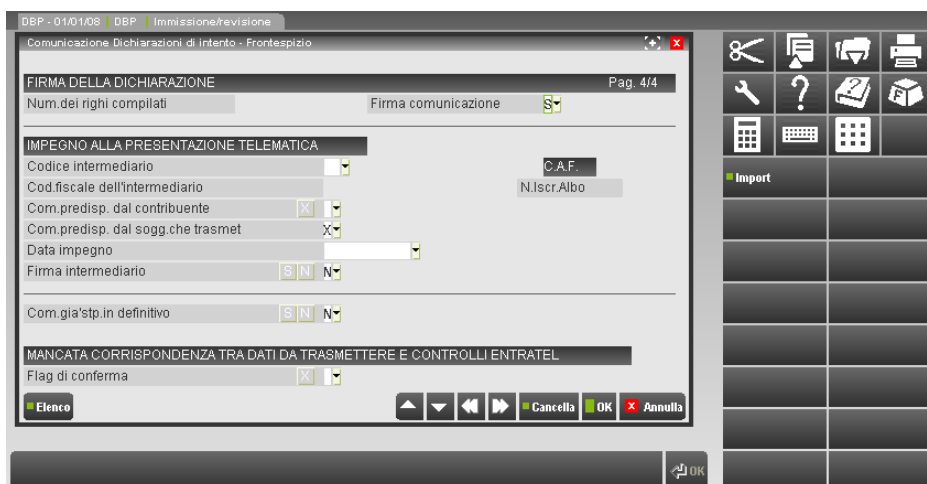 DBP - 01/01/08 DBP Immissione/revisione
Comunicazione Dichiarazioni di intento - Frontespizio
FIRMA DELLA DICHIARAZIONE Pag. 4/4
Num.dei righi compilati Firma comunicazione S
IMPEGNO ALLA PRESENTAZIONE TELEMATICA
Codice intermediario C.A.F.
Cod.fiscale dell'intermediario N.Iscr.Albo
Com.predisp. dal contribuente X
Com.predisp. dal sogg.che trasmet X
Data impegno
Firma intermediario S N N
Com.gia'stp.in definitivo S N N
MANCATA CORRISPONDENZA TRA DATI DA TRASMETTERE E CONTROLLI ENTRATEL
Flag di conferma X
Elenco Cancella OK X Annulla
OK
? ? F
Import